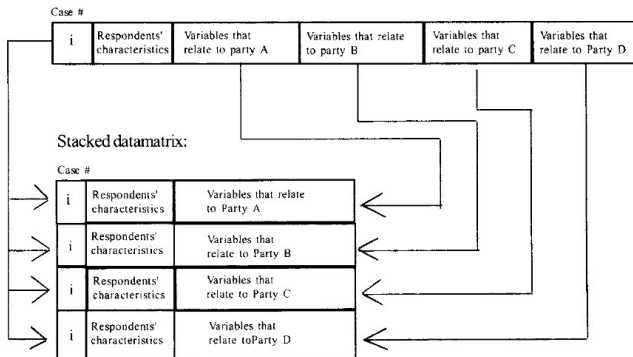 Case #
i
Respondents'
characteristics
Variables that
relate to party A
Variables that relate
to party B
Variables that
relate to party C
Variables that
relate to Party D
Stacked datamatrix:
Case #
i
Respondents'
characteristics
Variables that relate
to Party A
i
Respondents'
characteristics
Variables that
relate to Party B
i
Respondents'
characteristics
Variables that
relate to Party C
i
Respondents'
characteristics
Variables that
relate toParty D